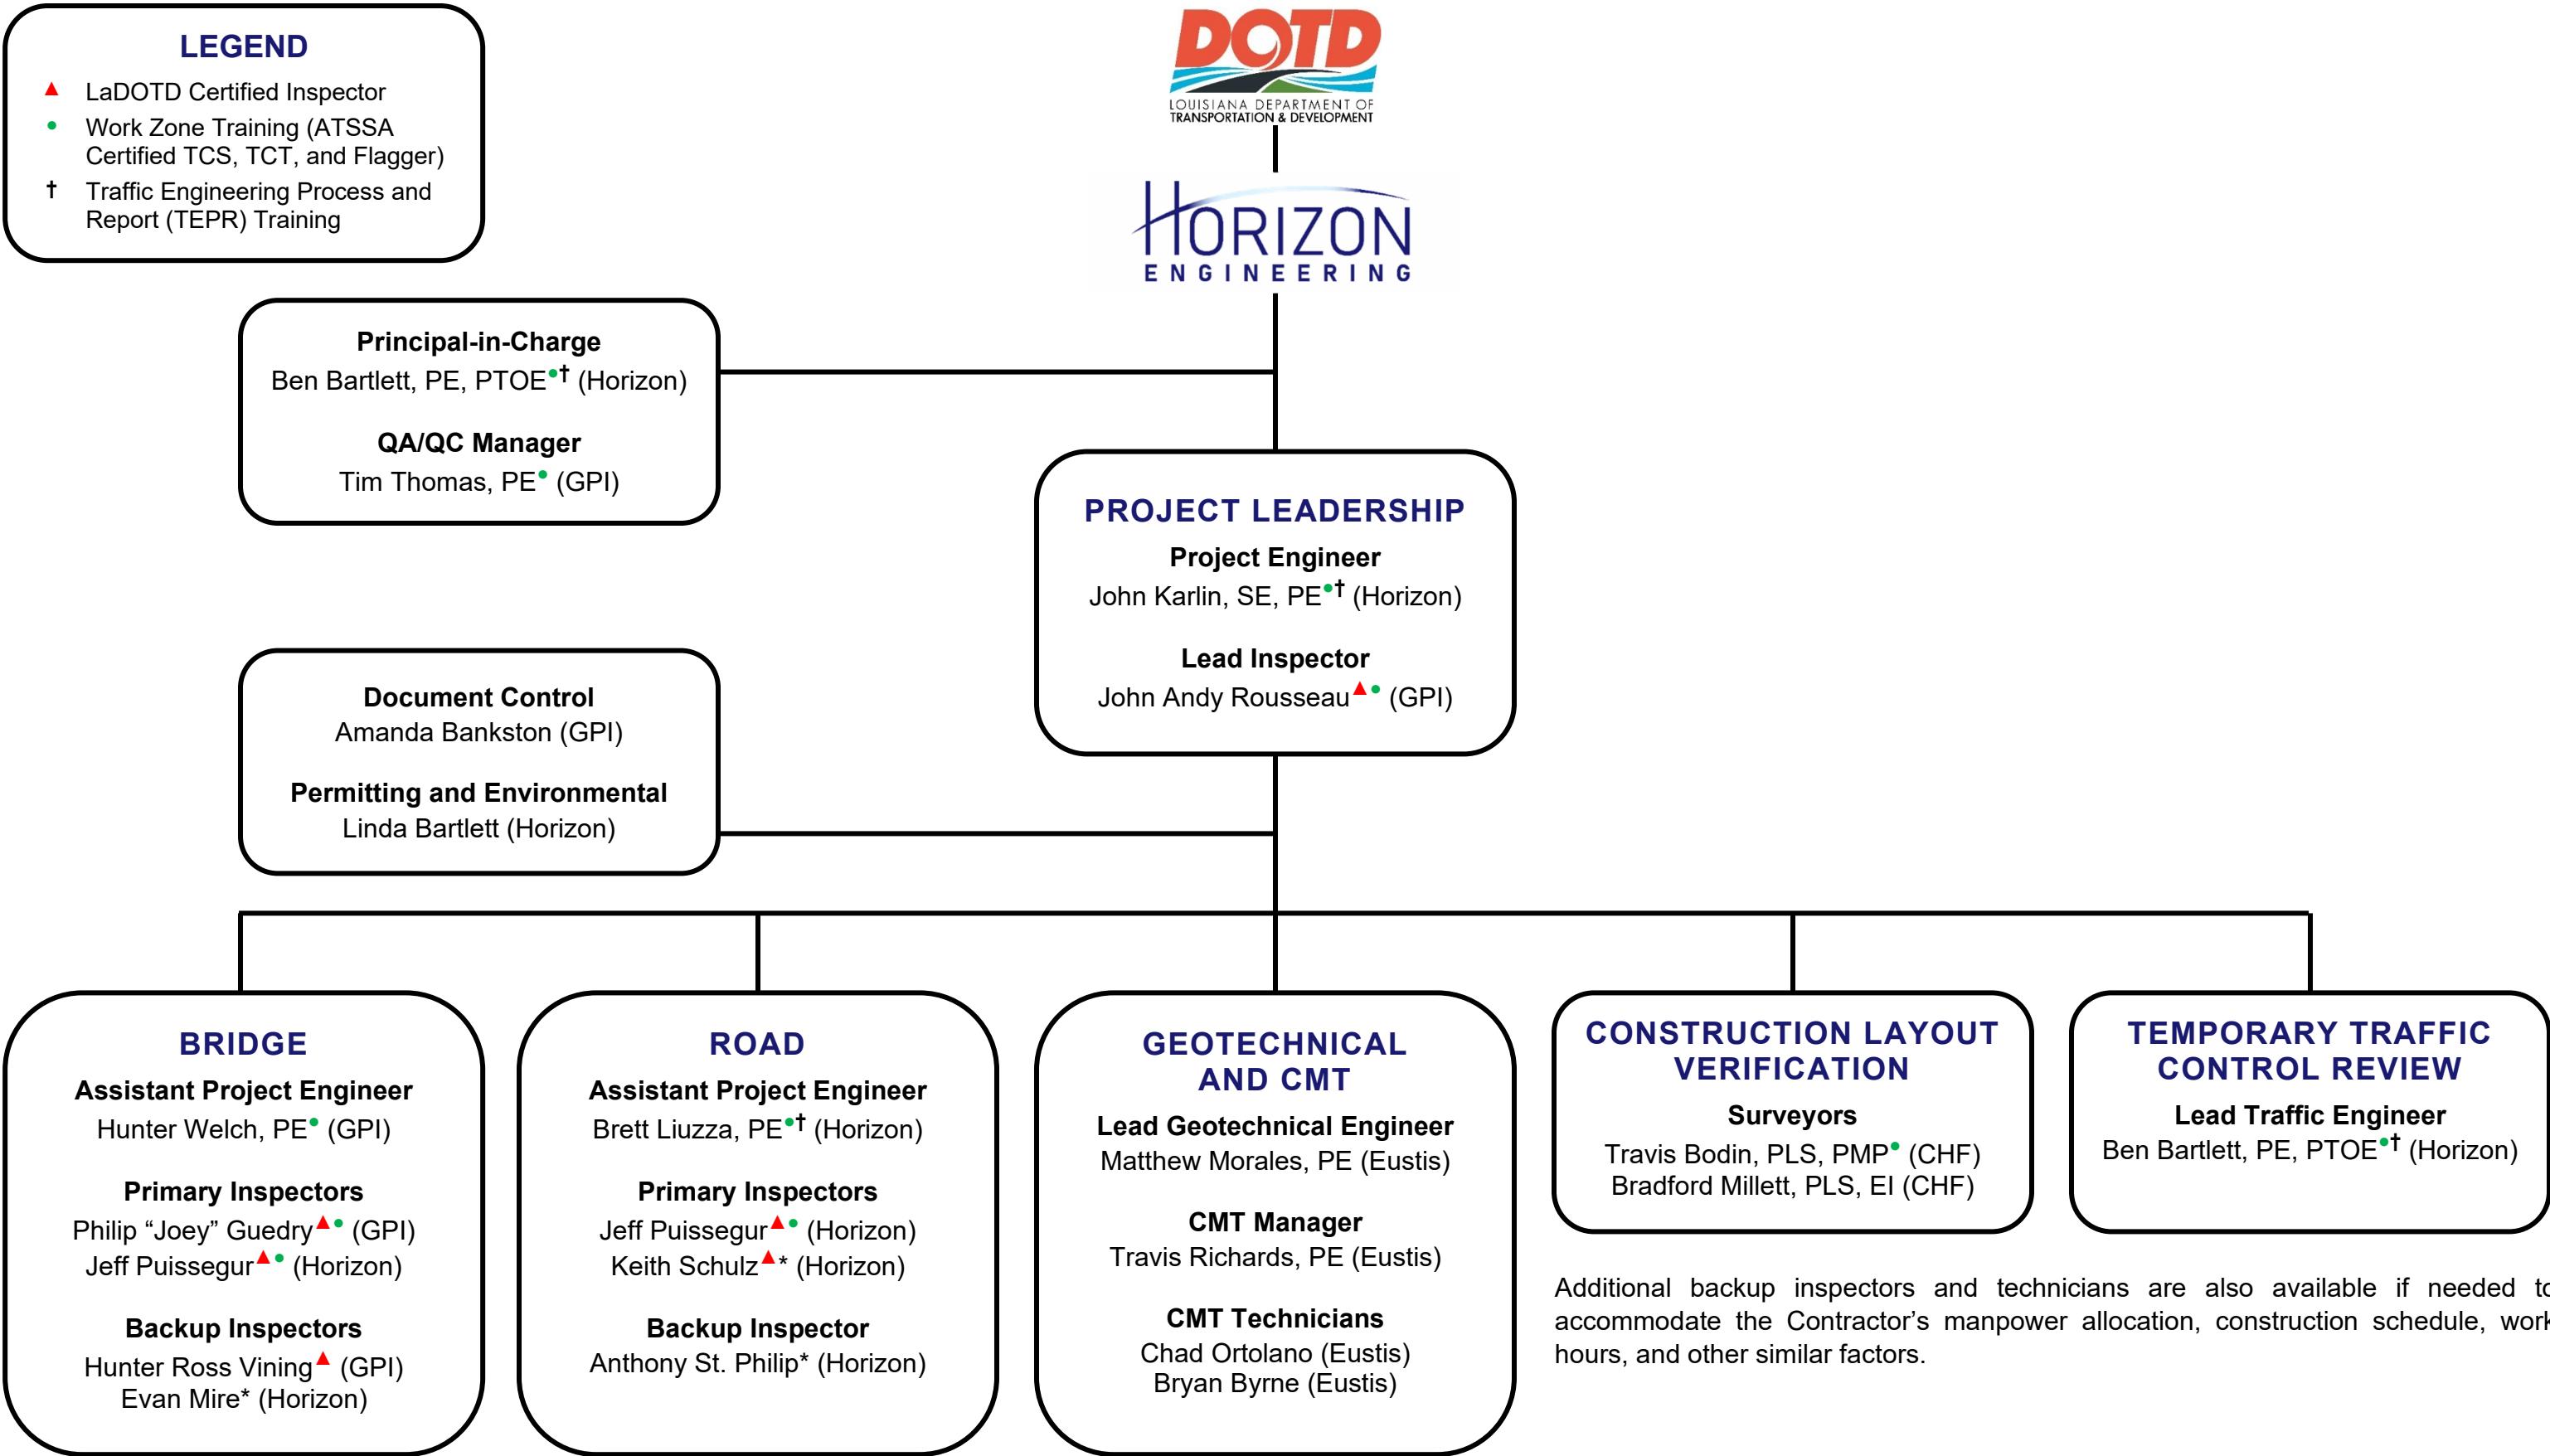 LEGEND
▲ LaDOTD Certified Inspector
● Work Zone Training (ATSSA
Certified TCS, TCT, and Flagger)
† Traffic Engineering Process and
Report (TEPR) Training
DOTD
LOUISIANA DEPARTMENT OF
TRANSPORTATION & DEVELOPMENT
HORIZON
ENGINEERING
Principal-in-Charge
Ben Bartlett, PE, PTOE●† (Horizon)
QA/QC Manager
Tim Thomas, PE● (GPI)
PROJECT LEADERSHIP
Project Engineer
John Karlin, SE, PE●† (Horizon)
Lead Inspector
John Andy Rousseau▲● (GPI)
Document Control
Amanda Bankston (GPI)
Permitting and Environmental
Linda Bartlett (Horizon)
BRIDGE
Assistant Project Engineer
Hunter Welch, PE● (GPI)
Primary Inspectors
Philip “Joey” Guedry▲● (GPI)
Jeff Puissegur▲● (Horizon)
Backup Inspectors
Hunter Ross Vining▲ (GPI)
Evan Mire* (Horizon)
ROAD
Assistant Project Engineer
Brett Liuzza, PE●† (Horizon)
Primary Inspectors
Jeff Puissegur▲● (Horizon)
Keith Schulz▲* (Horizon)
Backup Inspector
Anthony St. Philip* (Horizon)
GEOTECHNICAL
AND CMT
Lead Geotechnical Engineer
Matthew Morales, PE (Eustis)
CMT Manager
Travis Richards, PE (Eustis)
CMT Technicians
Chad Ortolano (Eustis)
Bryan Byrne (Eustis)
CONSTRUCTION LAYOUT
VERIFICATION
Surveyors
Travis Bodin, PLS, PMP● (CHF)
Bradford Millett, PLS, EI (CHF)
TEMPORARY TRAFFIC
CONTROL REVIEW
Lead Traffic Engineer
Ben Bartlett, PE, PTOE●† (Horizon)
Additional backup inspectors and technicians are also available if needed to
accommodate the Contractor’s manpower allocation, construction schedule, work
hours, and other similar factors.